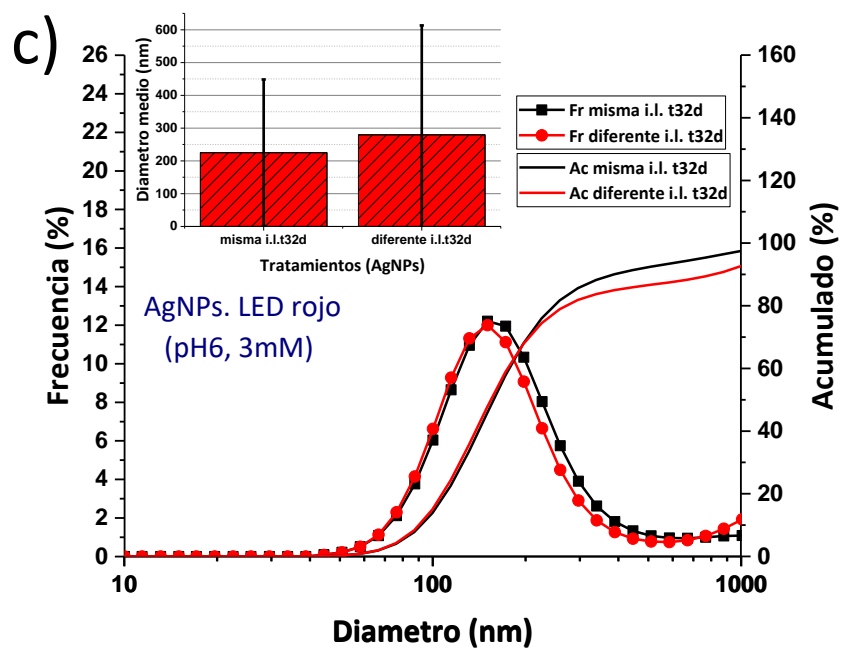 c)
Diametro medio (nm)
600
500
400
300
200
100
0
misma i.l.t32d
diferente i.l.t32d
Tratamientos (AgNPs)
Fr misma i.l. t32d
Fr diferente i.l. t32d
Ac misma i.l. t32d
Ac diferente i.l. t32d
AgNPs. LED rojo
(pH6, 3mM)
Frecuencia (%)
26
24
22
20
18
16
14
12
10
8
6
4
2
0
Acumulado (%)
160
140
120
100
80
60
40
20
0
10
100
1000
Diametro (nm)